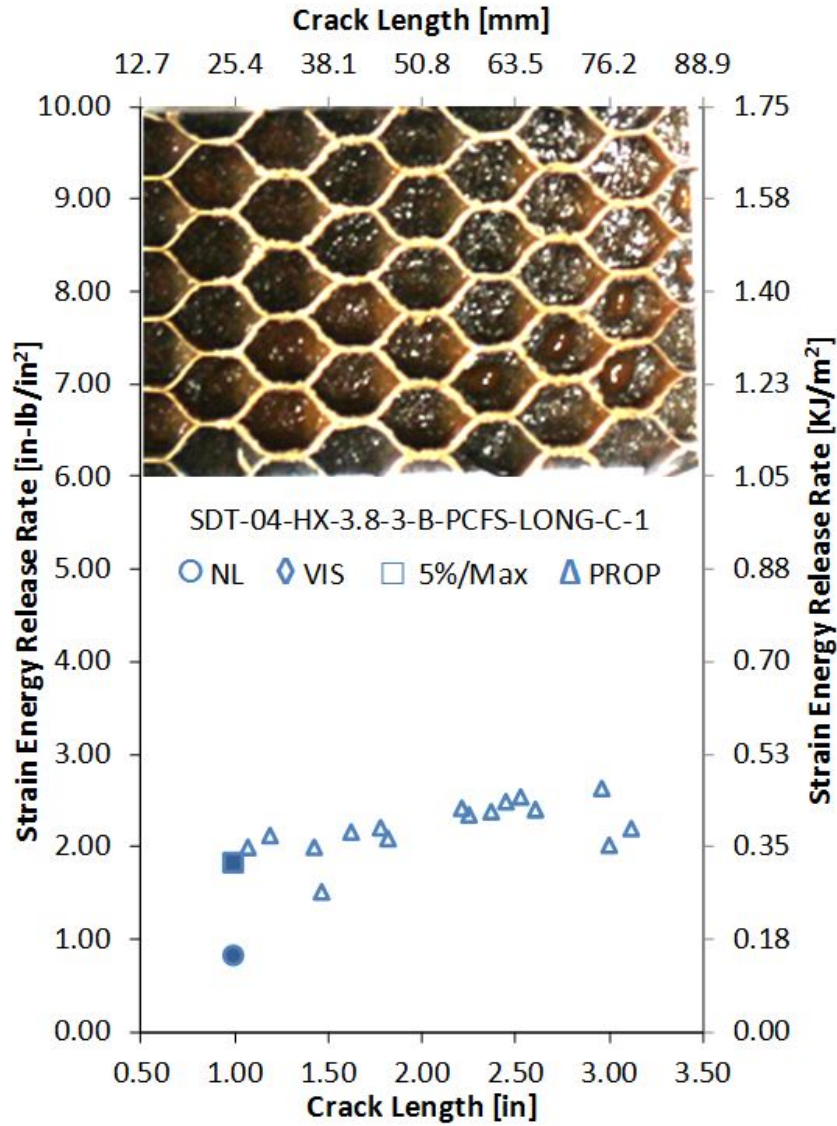 Crack Length [mm]
12.7 25.4 38.1 50.8 63.5 76.2 88.9
Strain Energy Release Rate [in-lb/in²]
10.00
9.00
8.00
7.00
6.00
5.00
4.00
3.00
2.00
1.00
0.00
SDT-04-HX-3.8-3-B-PCFS-LONG-C-1
NL VIS 5%/Max PROP
1.75
1.58
1.40
1.23
1.05
0.88
0.70
0.53
0.35
0.18
0.00
Strain Energy Release Rate [KJ/m²]
0.50 1.00 1.50 2.00 2.50 3.00 3.50
Crack Length [in]